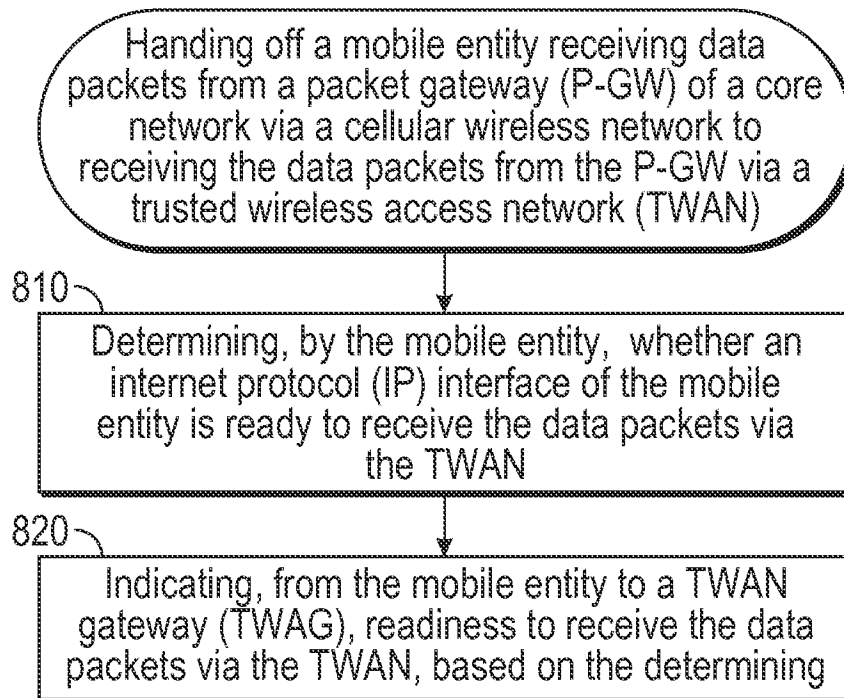 Handing off a mobile entity receiving data
packets from a packet gateway (P-GW) of a core
network via a cellular wireless network to
receiving the data packets from the P-GW via a
trusted wireless access network (TWAN)
810
Determining, by the mobile entity, whether an
internet protocol (IP) interface of the mobile
entity is ready to receive the data packets via
the TWAN
820
Indicating, from the mobile entity to a TWAN
gateway (TWAG), readiness to receive the data
packets via the TWAN, based on the determining